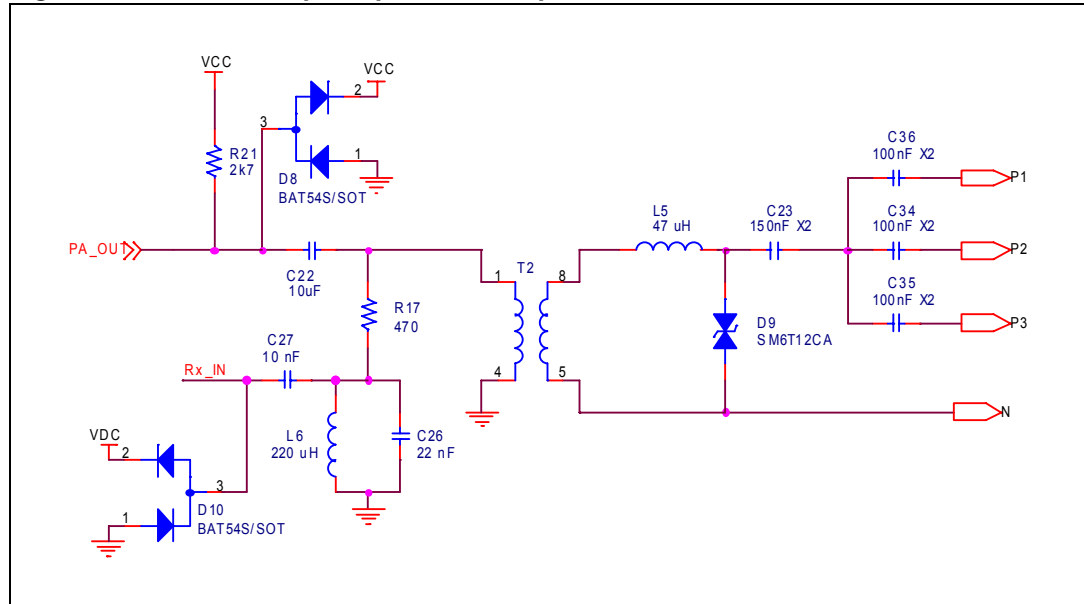 VCC
VCC
2
3
1
R21
2k7
D8
BAT54S/SOT
C36
100nF X2
P1
L5
47 uH
C23
150nF X2
C34
100nF X2
P2
PA_OUT
C22
10uF
1
T2
8
C35
100nF X2
P3
R17
470
D9
SM6T12CA
C27
10 nF
Rx_IN
4
5
N
L6
220 uH
C26
22 nF
VDC
2
3
1
D10
BAT54S/SOT